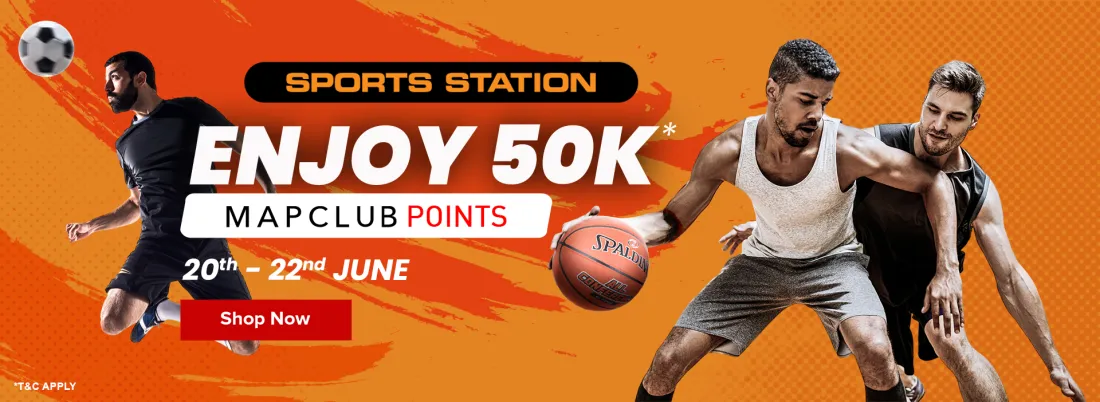 SPORTS STATION
ENJOY 50K*
MAPCLUB POINTS
20th - 22nd JUNE
Shop Now
SPALDING
*T&C APPLY